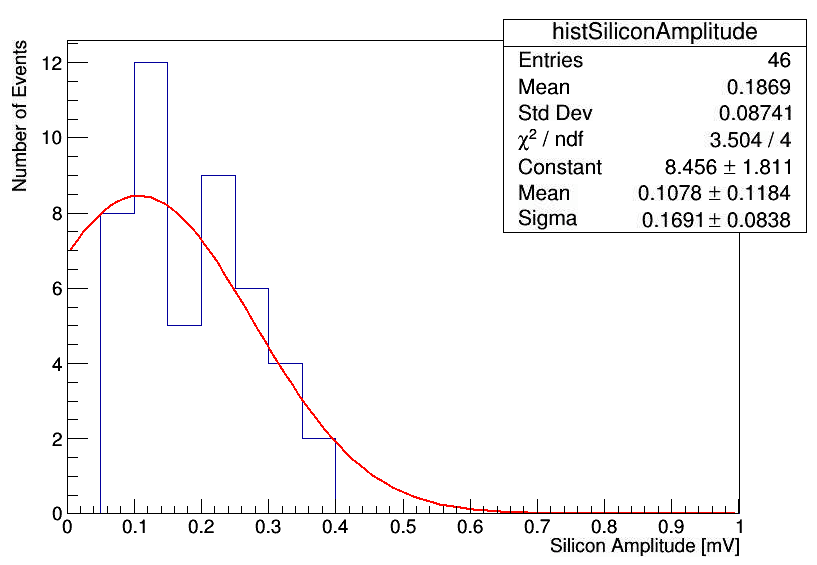 histSiliconAmplitude
Entries 46
Mean 0.1869
Std Dev 0.08741
χ² / ndf 3.504 / 4
Constant 8.456 ± 1.811
Mean 0.1078 ± 0.1184
Sigma 0.1691 ± 0.0838
Number of Events
12
10
8
6
4
2
0
0 0.1 0.2 0.3 0.4 0.5 0.6 0.7 0.8 0.9 1
Silicon Amplitude [mV]